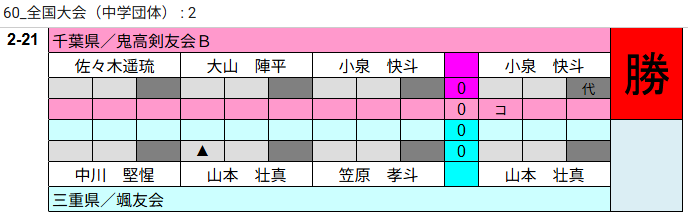 60_全国大会（中学団体）：2
2-21 千葉県／鬼高剣友会Ｂ 勝
佐々木遥琉 大山　陣平 小泉　快斗 小泉　快斗
0 代
0 コ
0
▲ 0
中川　堅惺 山本　壮真 笠原　孝斗 山本　壮真
三重県／颯友会